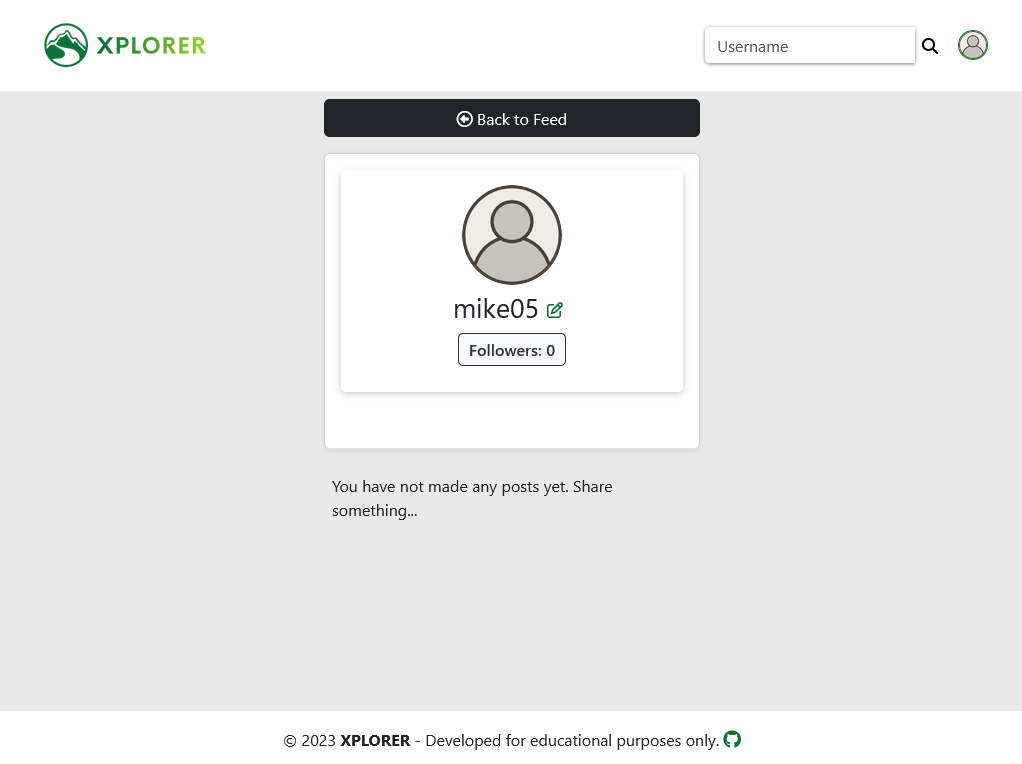 XPLORER
Username
Back to Feed
mike05
Followers: 0
You have not made any posts yet. Share
something...
© 2023 XPLORER - Developed for educational purposes only.